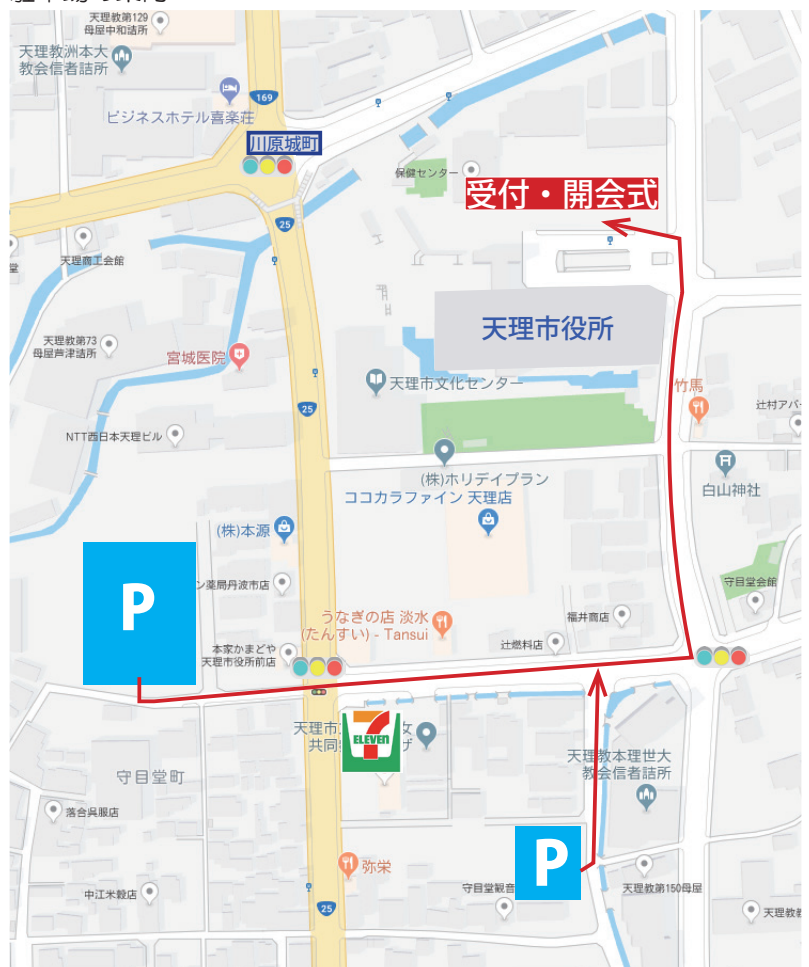 天理教第129
母屋中和詰所
天理教洲本大
教会信者詰所
169
ビジネスホテル喜楽荘
川原城町
保健センター
受付・開会式
25
天理商工会館
堂
天理市役所
天理教第73
母屋芦津詰所
宮城医院
天理市文化センター
竹馬
辻村アパー
25
NTT西日本天理ビル
(株)ホリデイプラン
ココカラファイン 天理店
白山神社
(株)本源
P
ン薬局丹波市店
守目堂会館
うなぎの店 淡水
(たんすい) - Tansui
福井商店
辻燃料店
本家かまどや
天理市役所前店
天理市
女
共同
ザ
7
ELEVEN
天理教本理世大
教会信者詰所
守目堂町
落合呉服店
P
弥栄
中江米穀店
守目堂観音
天理教第150母屋
25
天理教